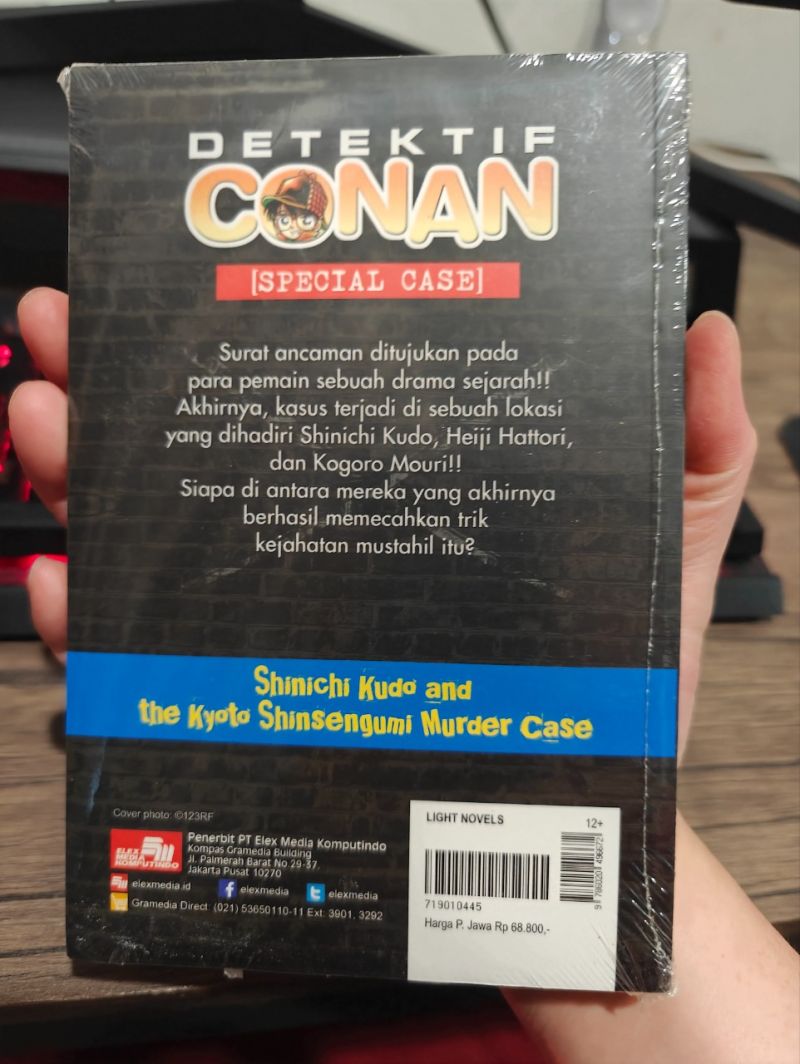 DETEKTIF
CONAN
[SPECIAL CASE]
Surat ancaman ditujukan pada
para pemain sebuah drama sejarah!!
Akhirnya, kasus terjadi di sebuah lokasi
yang dihadiri Shinichi Kudo, Heiji Hattori,
dan Kogoro Mouri!!
Siapa di antara mereka yang akhirnya
berhasil memecahkan trik
kejahatan mustahil itu?
Shinichi Kudo and
the Kyoto Shinsengumi Murder Case
Cover photo: ©123RF
ELEX
MEDIA
KOMPUTINDO
Penerbit PT Elex Media Komputindo
Kompas Gramedia Building
Jl. Palmerah Barat No 29-37.
Jakarta Pusat 10270
elexmedia.id
elexmedia
elexmedia
Gramedia Direct: (021) 53650110-11 Ext: 3901, 3292
LIGHT NOVELS
12+
719010445
Harga P. Jawa Rp 68.800,-